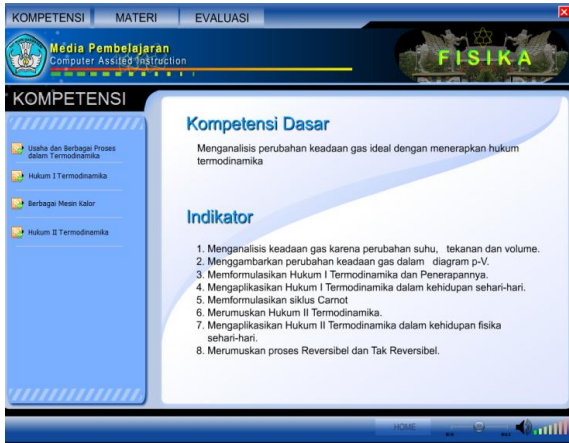 KOMPETENSI MATERI EVALUASI
Media Pembelajaran
Computer Assited Instruction
FISIKA
KOMPETENSI
Usaha dan Berbagai Proses
dalam Termodinamika
Hukum I Termodinamika
Berbagai Mesin Kalor
Hukum II Termodinamika
Kompetensi Dasar
Menganalisis perubahan keadaan gas ideal dengan menerapkan hukum
termodinamika
Indikator
1. Menganalisis keadaan gas karena perubahan suhu, tekanan dan volume.
2. Menggambarkan perubahan keadaan gas dalam diagram p-V.
3. Memformulasikan Hukum I Termodinamika dan Penerapannya.
4. Mengaplikasikan Hukum I Termodinamika dalam kehidupan sehari-hari.
5. Memformulasikan siklus Carnot
6. Merumuskan Hukum II Termodinamika.
7. Mengaplikasikan Hukum II Termodinamika dalam kehidupan fisika
sehari-hari.
8. Merumuskan proses Reversibel dan Tak Reversibel.
HOME